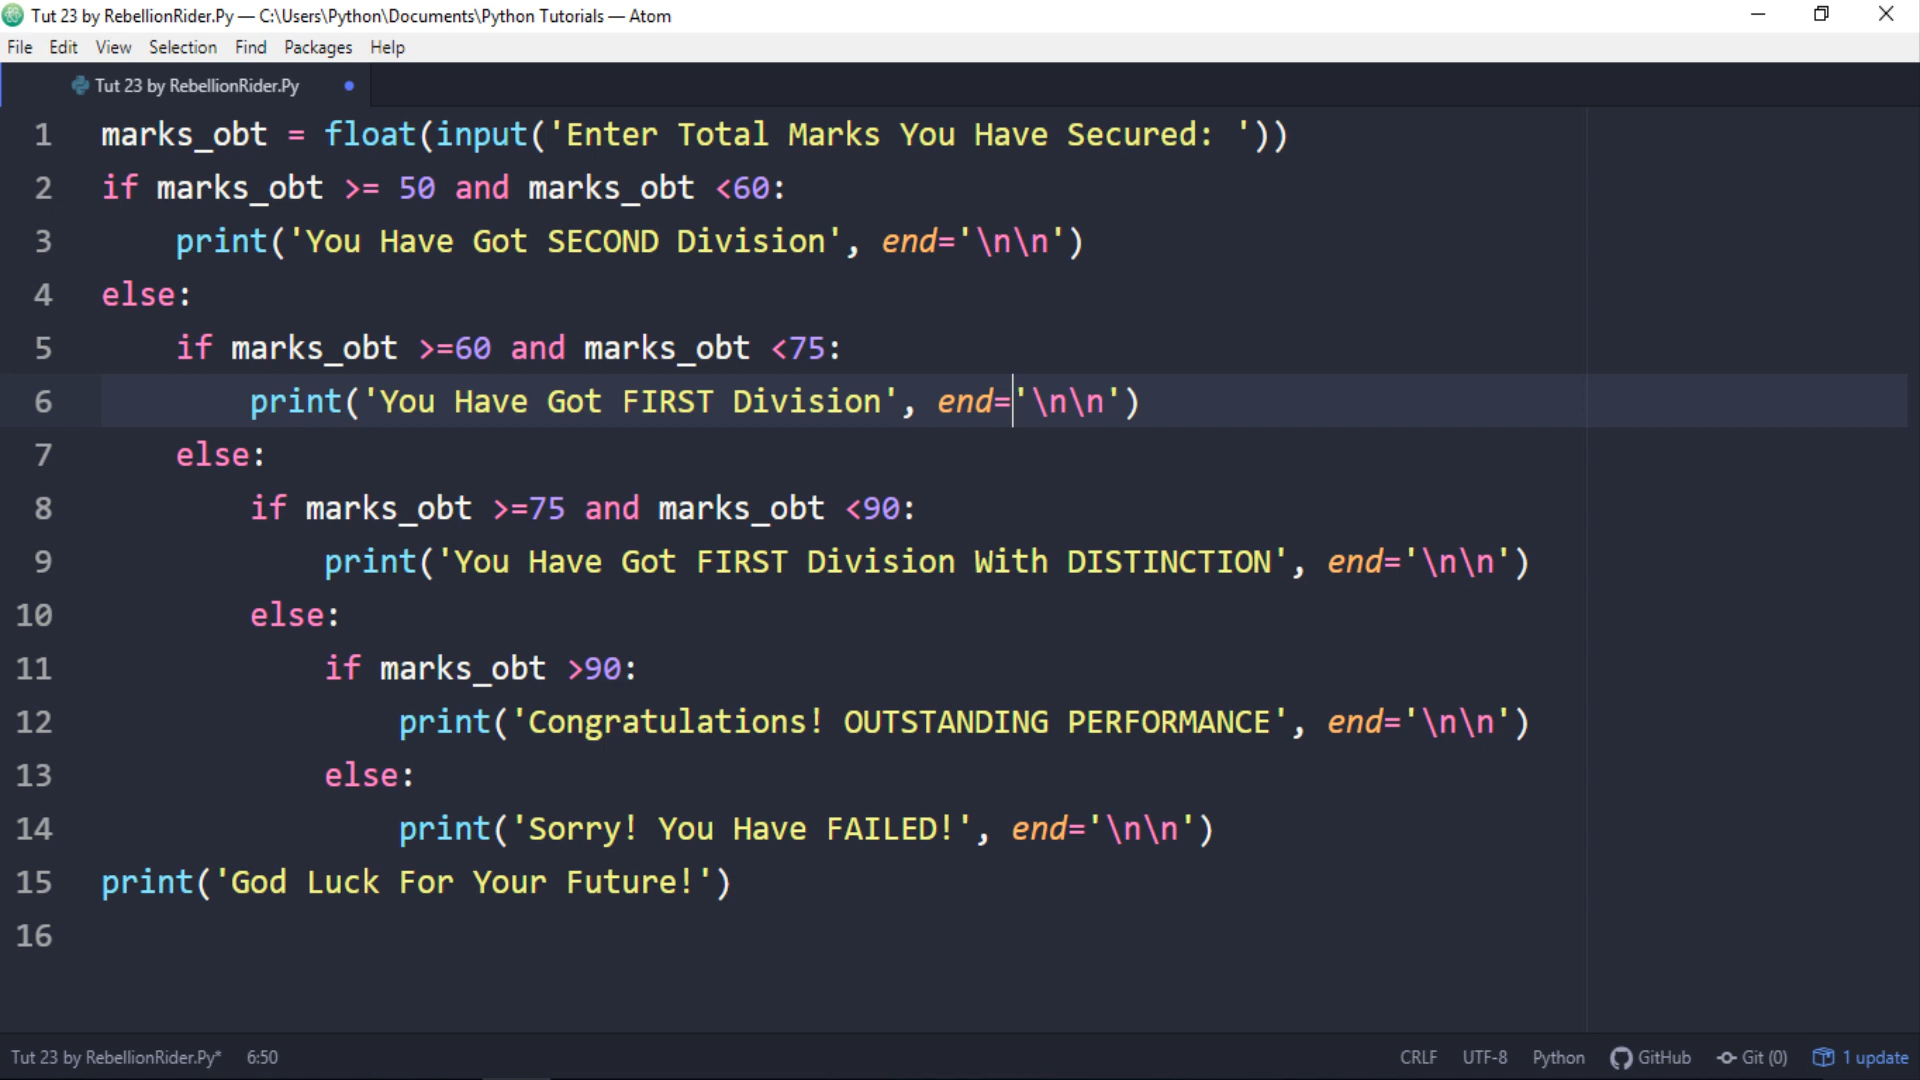 Tut 23 by RebellionRider.Py — C:\Users\Python\Documents\Python Tutorials — Atom
File Edit View Selection Find Packages Help
Tut 23 by RebellionRider.Py
1 marks_obt = float(input('Enter Total Marks You Have Secured: '))
2 if marks_obt >= 50 and marks_obt <60:
3     print('You Have Got SECOND Division', end='\n\n')
4 else:
5     if marks_obt >=60 and marks_obt <75:
6         print('You Have Got FIRST Division', end='\n\n')
7     else:
8         if marks_obt >=75 and marks_obt <90:
9             print('You Have Got FIRST Division With DISTINCTION', end='\n\n')
10         else:
11             if marks_obt >90:
12                 print('Congratulations! OUTSTANDING PERFORMANCE', end='\n\n')
13             else:
14                 print('Sorry! You Have FAILED!', end='\n\n')
15 print('God Luck For Your Future!')
16
Tut 23 by RebellionRider.Py* 6:50 CRLF UTF-8 Python GitHub Git (0) 1 update